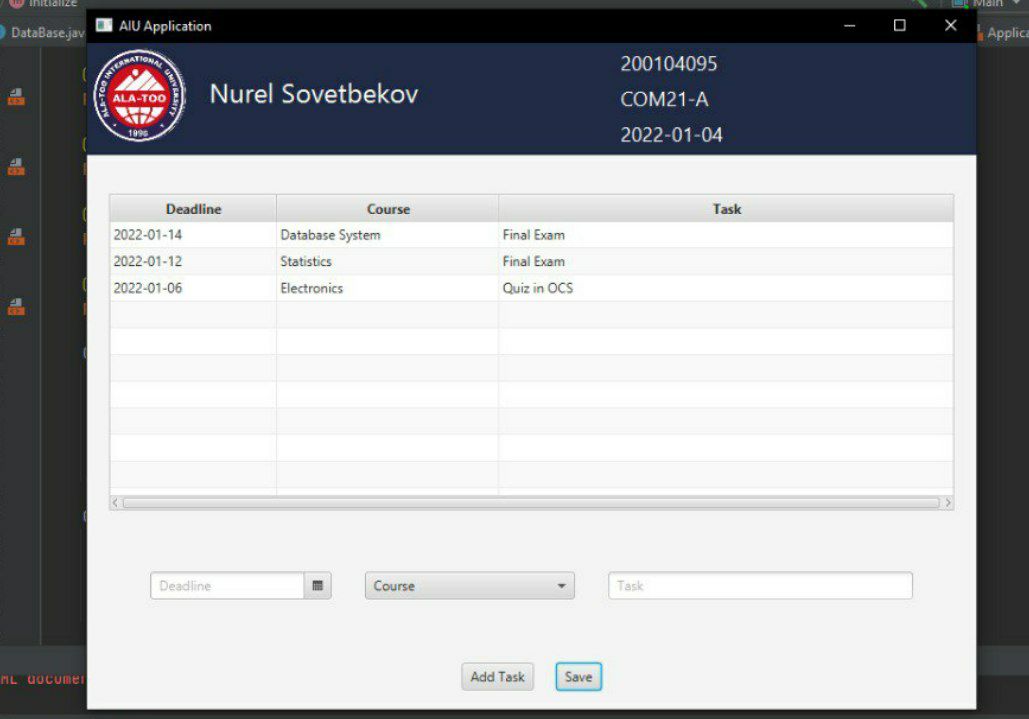 initialize
Main
DataBase.jav
AIU Application
Applica
ALA-TOO INTERNATIONAL UNIVERSITY
ALA-TOO
1996
Nurel Sovetbekov
200104095
COM21-A
2022-01-04
Deadline Course Task
2022-01-14 Database System Final Exam
2022-01-12 Statistics Final Exam
2022-01-06 Electronics Quiz in OCS
Deadline Course Task
Add Task Save
ML documen